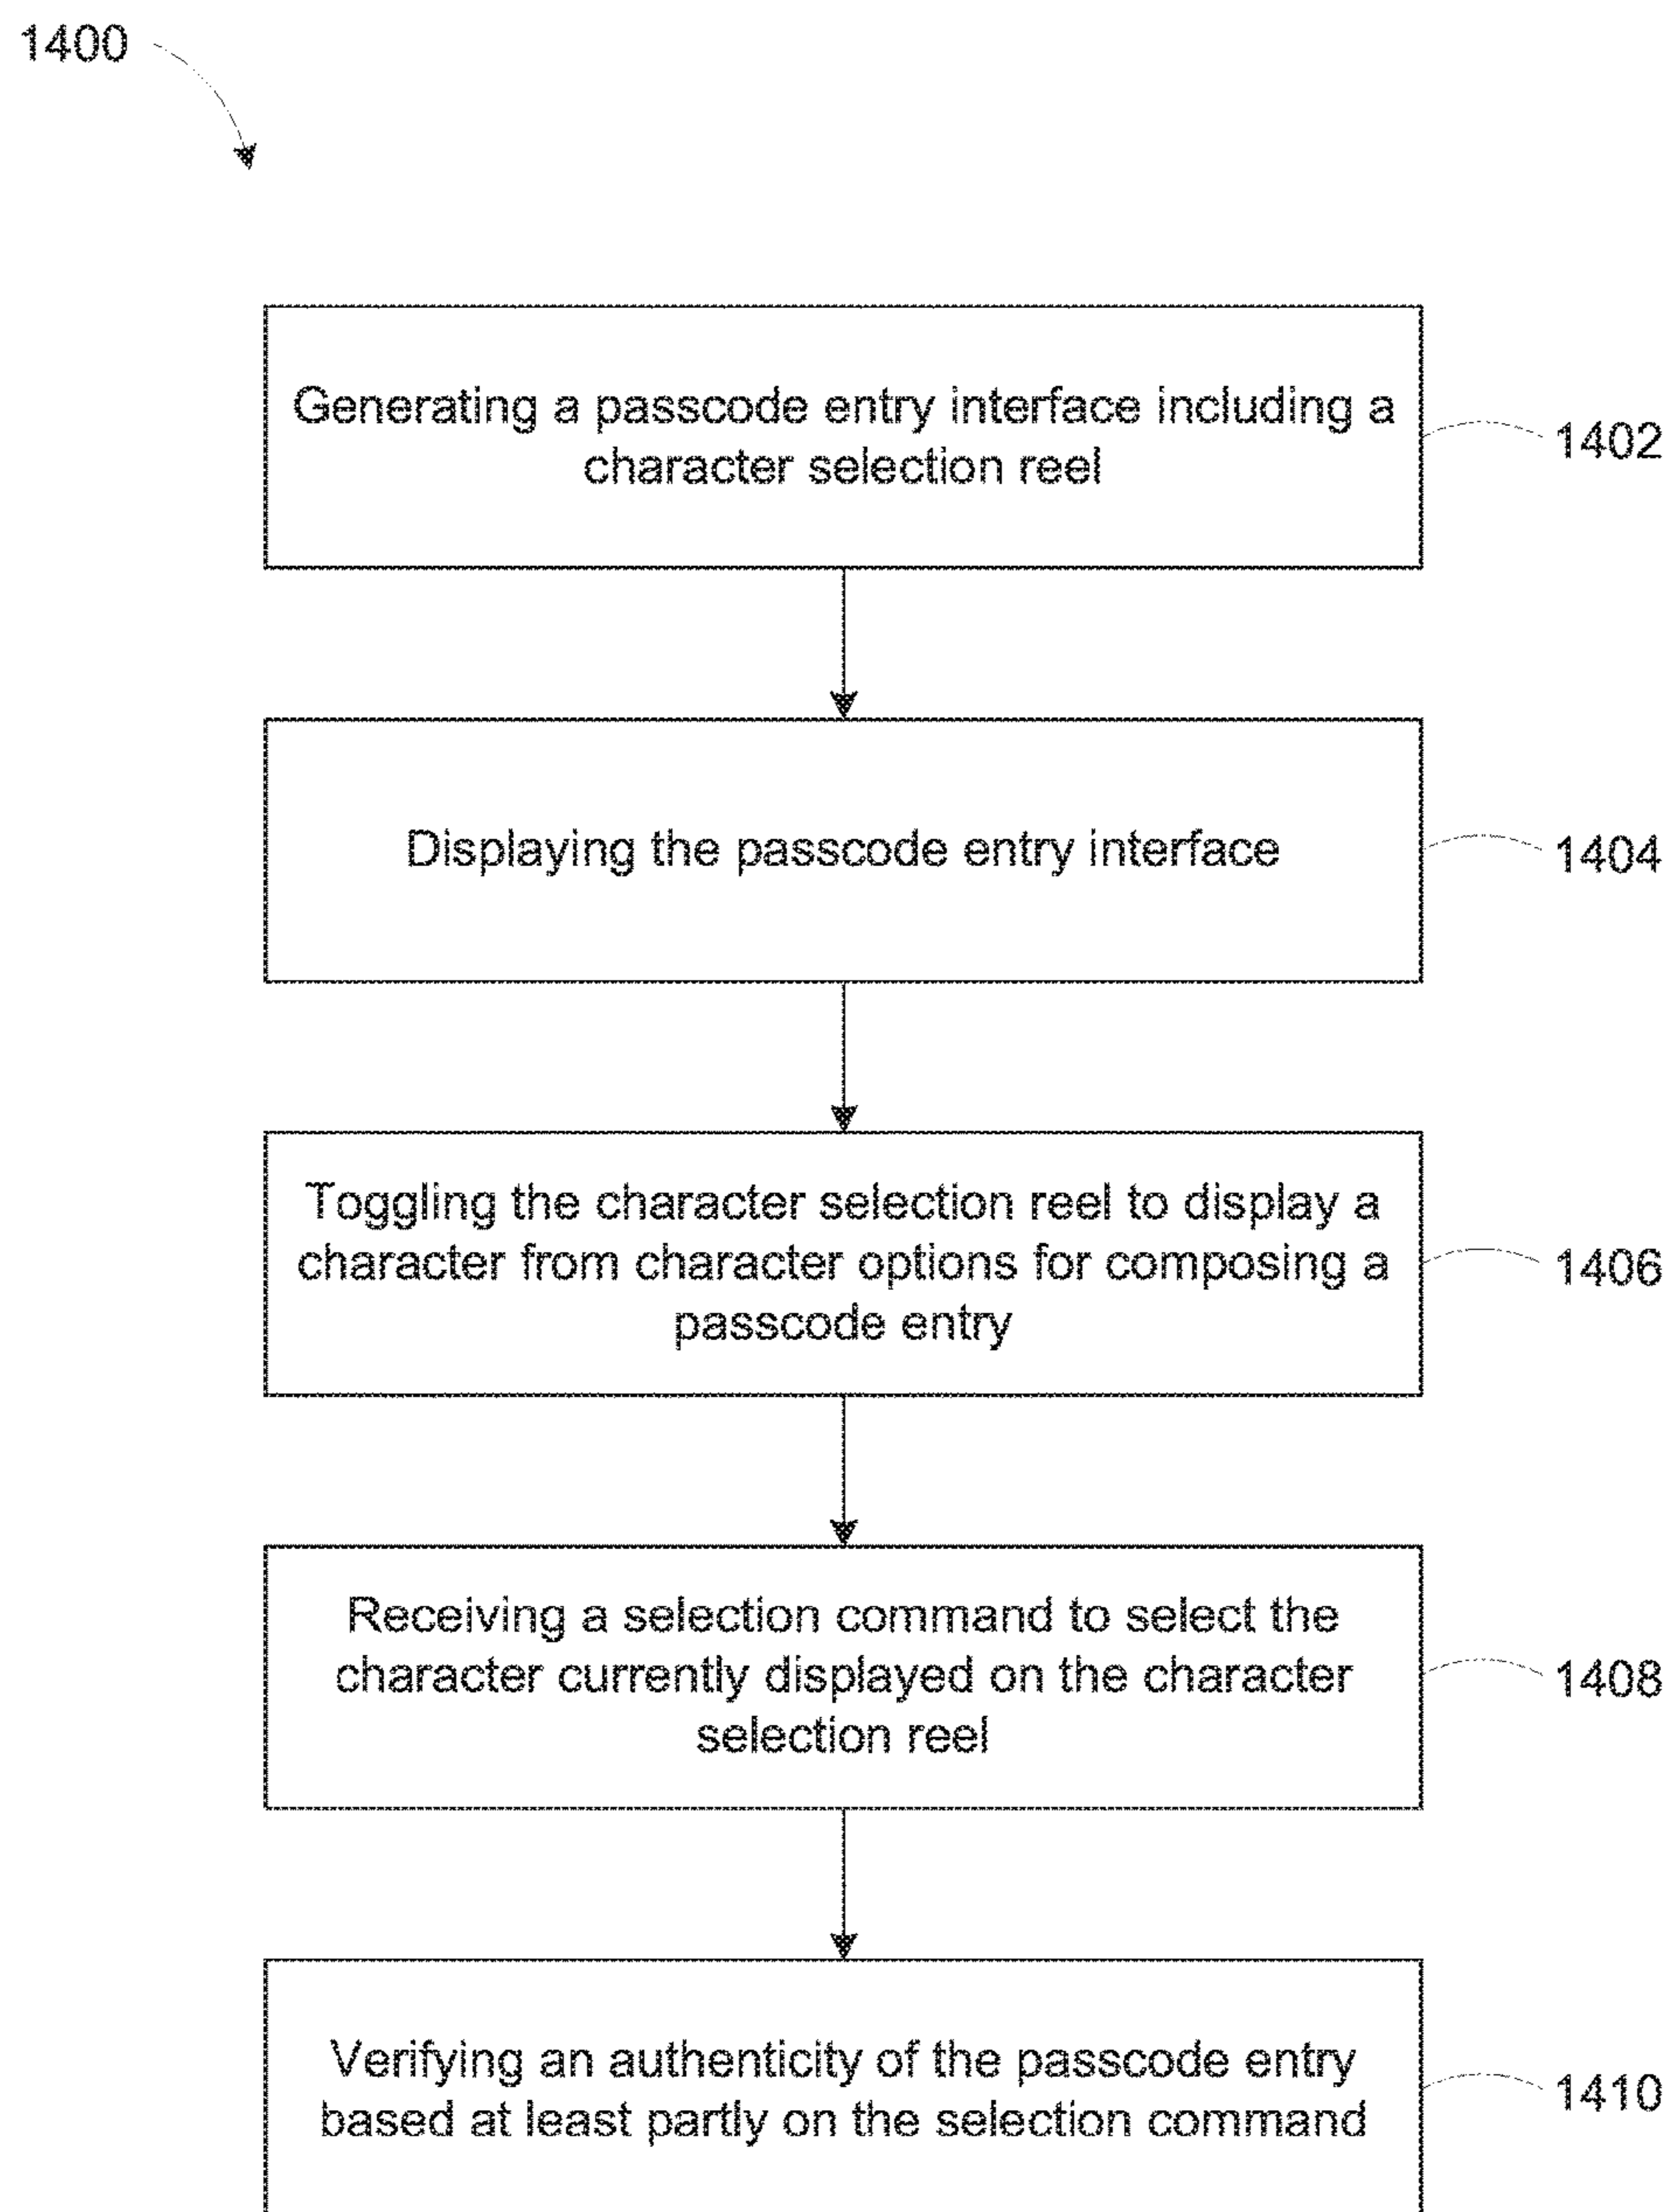 1400
Generating a passcode entry interface including a
character selection reel
1402
Displaying the passcode entry interface
1404
Toggling the character selection reel to display a
character from character options for composing a
passcode entry
1406
Receiving a selection command to select the
character currently displayed on the character
selection reel
1408
Verifying an authenticity of the passcode entry
based at least partly on the selection command
1410